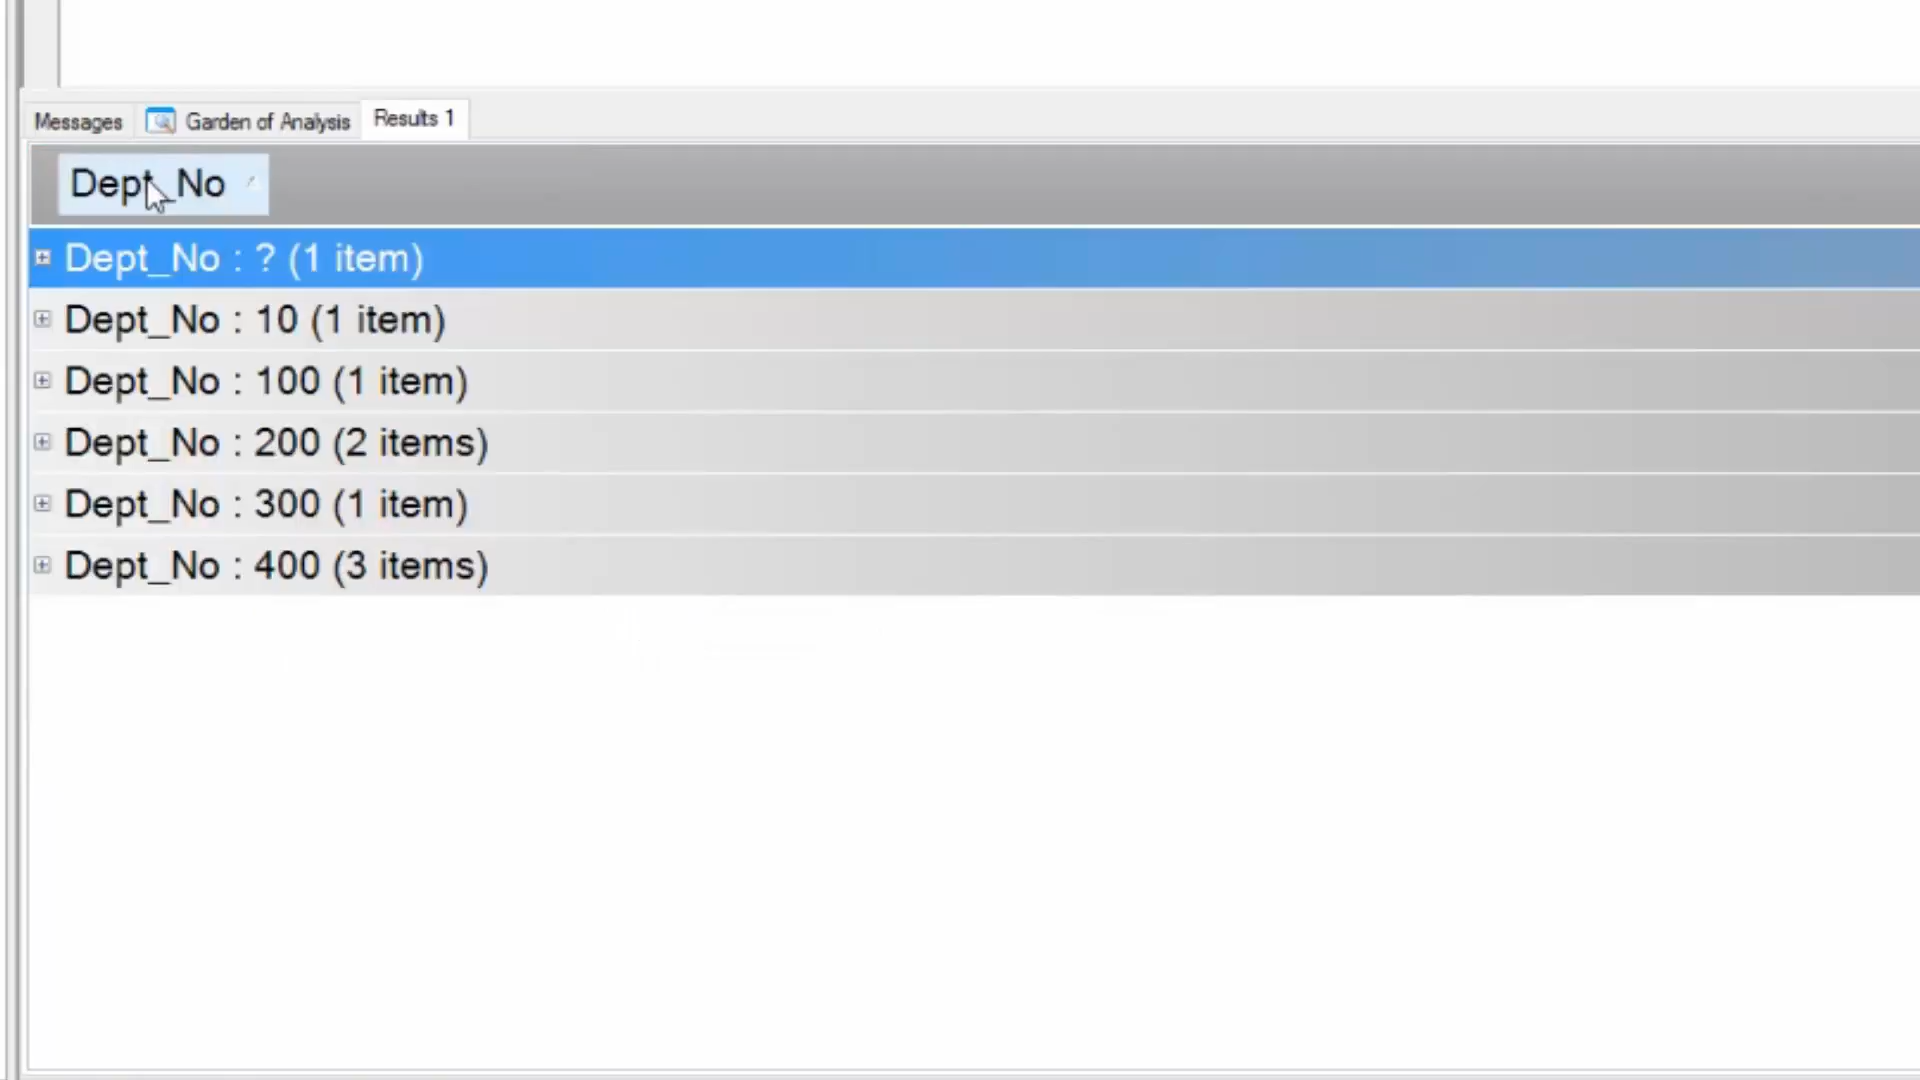 Messages Garden of Analysis Results 1
Dept_No
Dept_No : ? (1 item)
Dept_No : 10 (1 item)
Dept_No : 100 (1 item)
Dept_No : 200 (2 items)
Dept_No : 300 (1 item)
Dept_No : 400 (3 items)